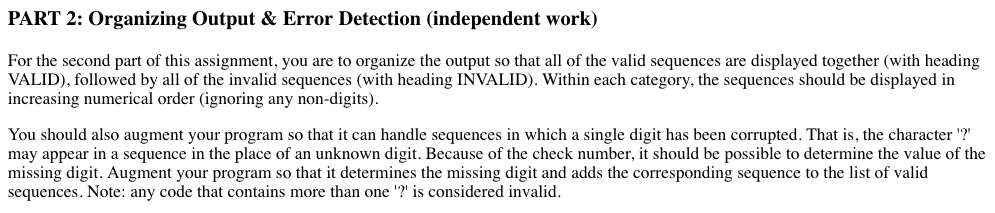 PART 2: Organizing Output & Error Detection (independent work)
For the second part of this assignment, you are to organize the output so that all of the valid sequences are displayed together (with heading
VALID), followed by all of the invalid sequences (with heading INVALID). Within each category, the sequences should be displayed in
increasing numerical order (ignoring any non-digits).
You should also augment your program so that it can handle sequences in which a single digit has been corrupted. That is, the character '?'
may appear in a sequence in the place of an unknown digit. Because of the check number, it should be possible to determine the value of the
missing digit. Augment your program so that it determines the missing digit and adds the corresponding sequence to the list of valid
sequences. Note: any code that contains more than one '?' is considered invalid.